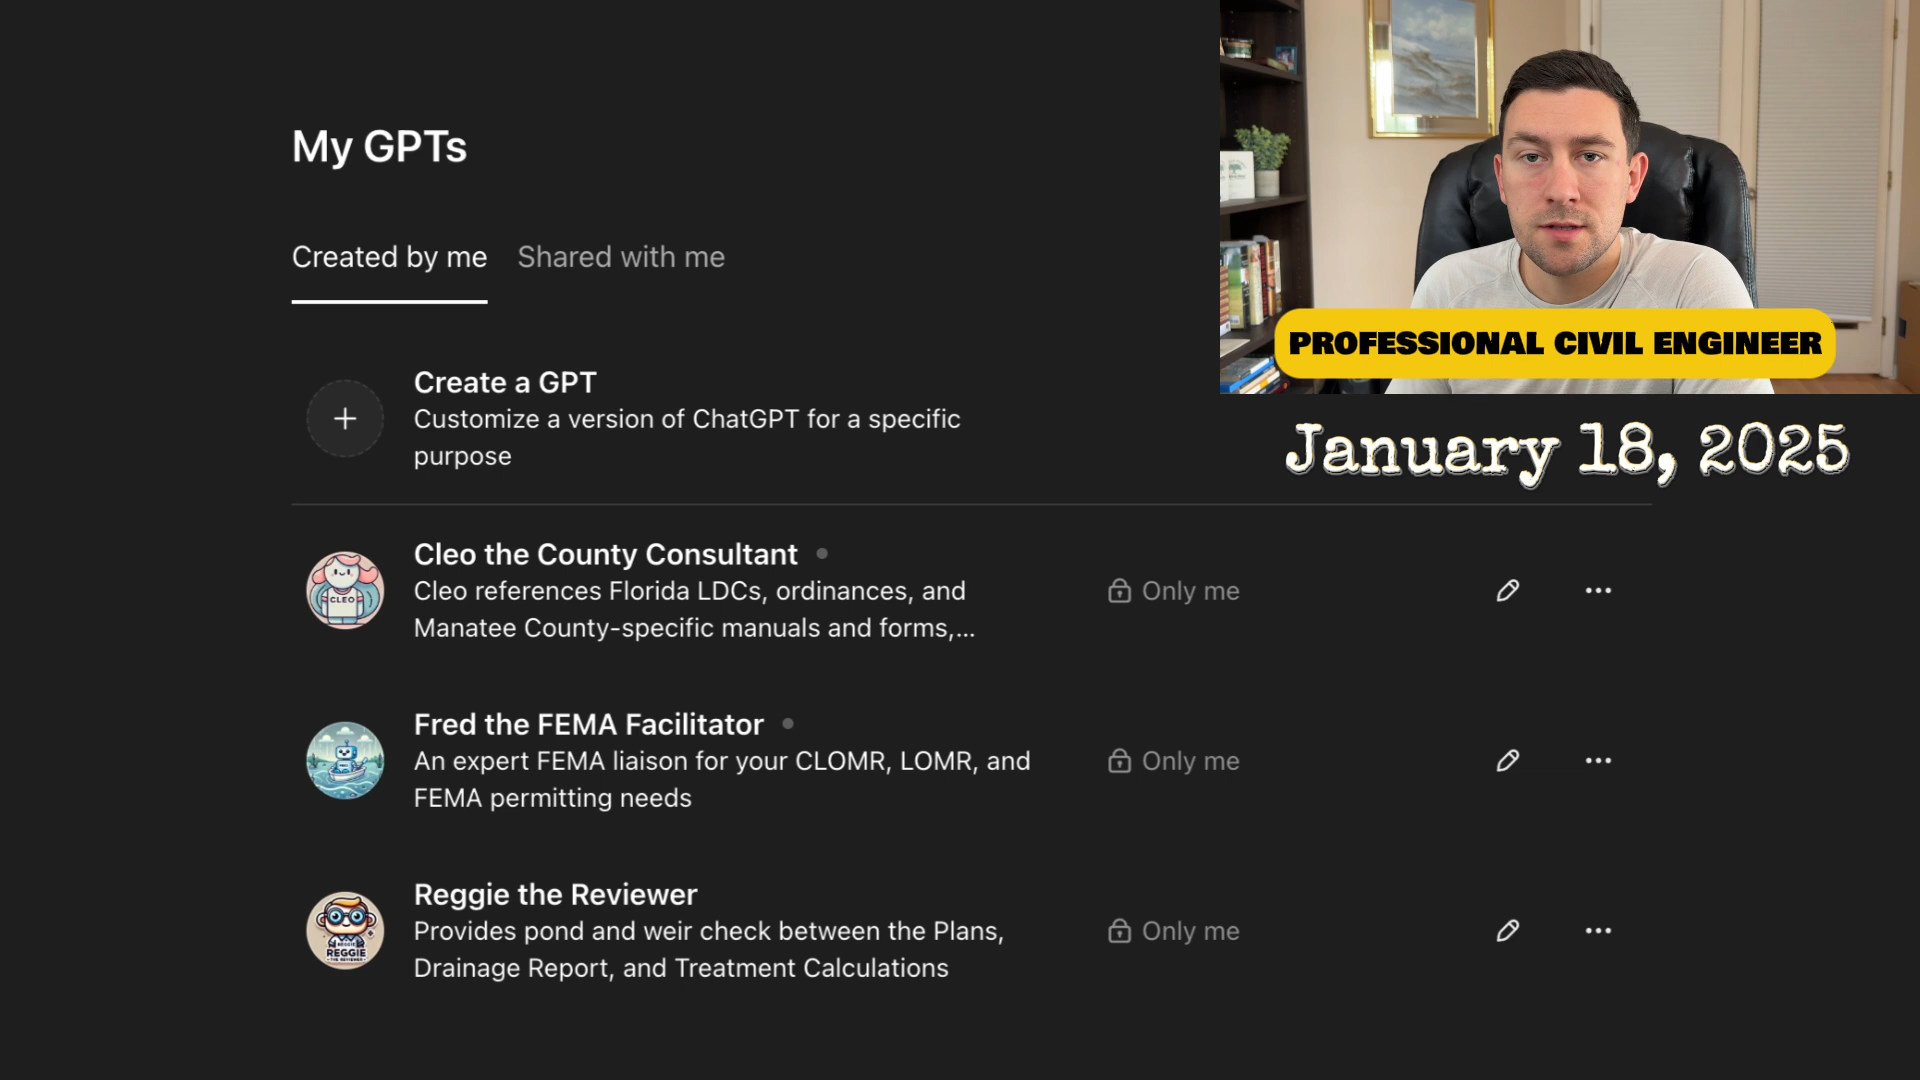 My GPTs
Created by me
Shared with me
Create a GPT
Customize a version of ChatGPT for a specific
purpose
PROFESSIONAL CIVIL ENGINEER
January 18, 2025
Cleo the County Consultant
Cleo references Florida LDCs, ordinances, and
Manatee County-specific manuals and forms,...
Only me
CLEO
Fred the FEMA Facilitator
An expert FEMA liaison for your CLOMR, LOMR, and
FEMA permitting needs
Only me
Reggie the Reviewer
Provides pond and weir check between the Plans,
Drainage Report, and Treatment Calculations
Only me
REGGIE